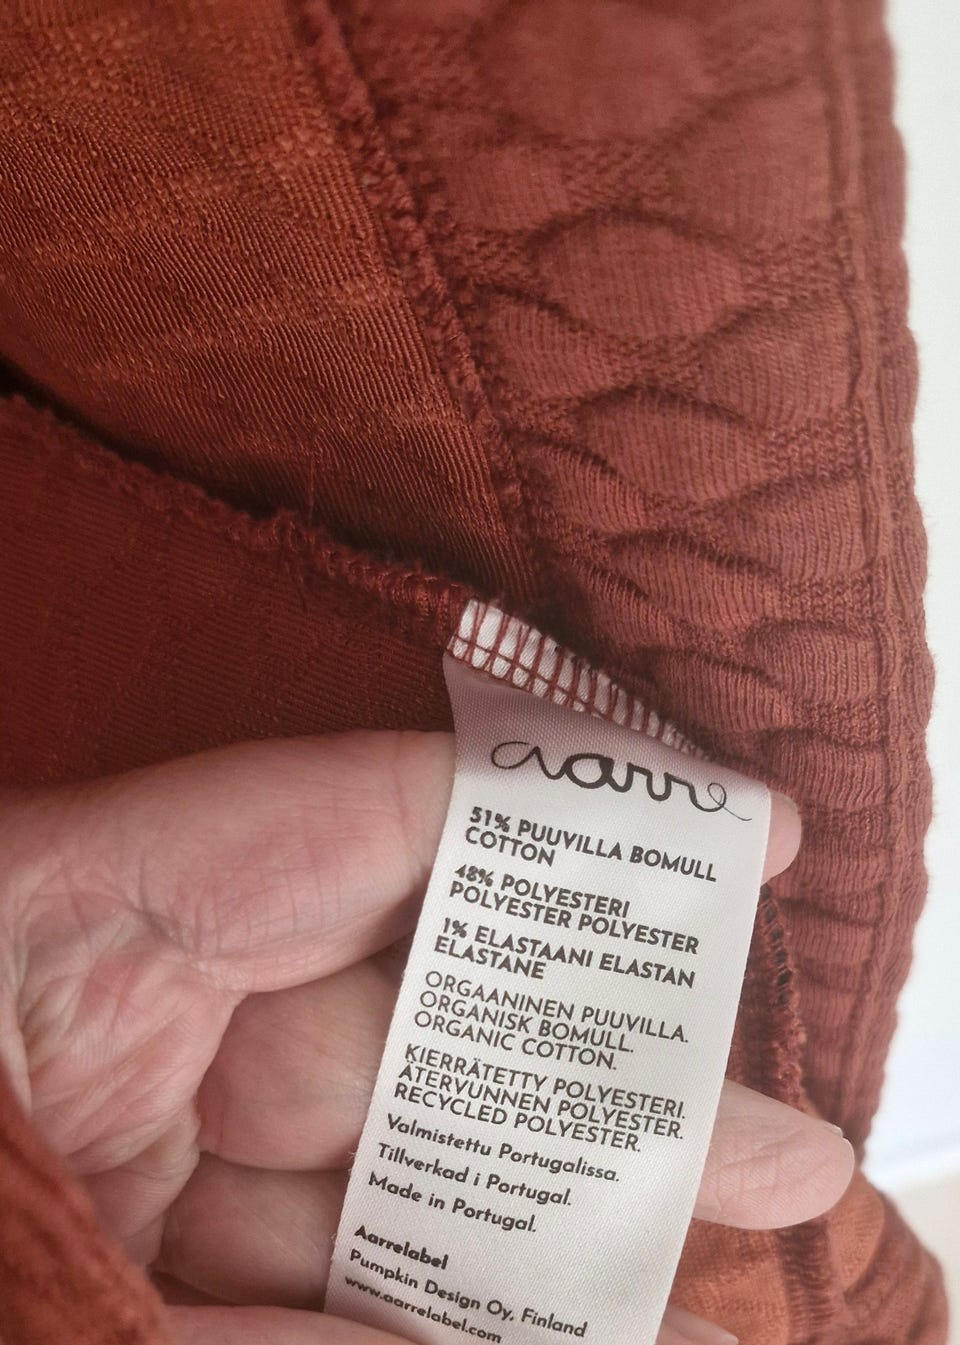 aarre
51% PUUVILLA BOMULL
COTTON
48% POLYESTERI
POLYESTER POLYESTER
1% ELASTAANI ELASTAN
ELASTANE
ORGAANINEN PUUVILLA.
ORGANISK BOMULL.
ORGANIC COTTON.
KIERRÄTETTY POLYESTERI.
ÅTERVUNNEN POLYESTER.
RECYCLED POLYESTER.
Valmistettu Portugalissa.
Tillverkad i Portugal.
Made in Portugal.
Aarrelabel
Pumpkin Design Oy, Finland
www.aarrelabel.com